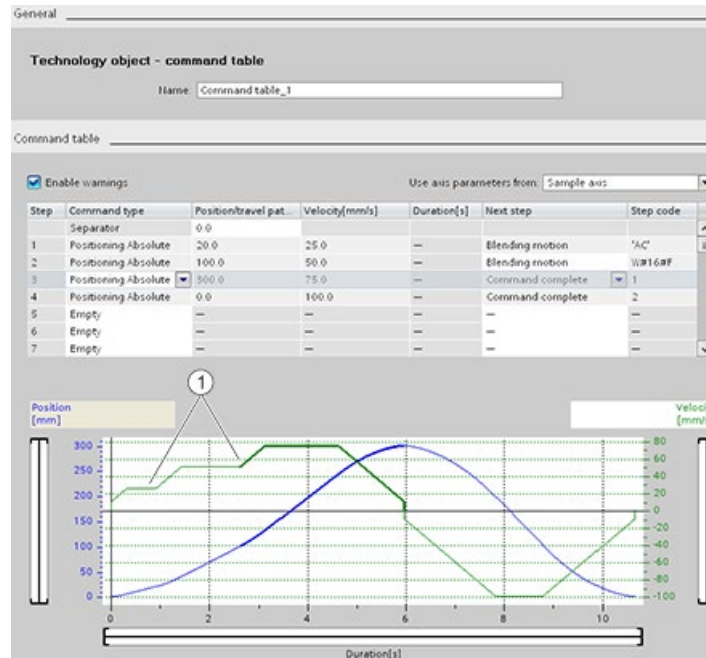 General
Technology object - command table
Name: Command table_1
Command table
Enable warnings Use axis parameters from: Sample axis
Step Command type Position/travel pat... Velocity[mm/s] Duration[s] Next step Step code
Separator 0.0
1 Positioning Absolute 20.0 25.0 — Blending motion 'AC'
2 Positioning Absolute 100.0 50.0 — Blending motion W#16#F
3 Positioning Absolute 300.0 75.0 — Command complete 1
4 Positioning Absolute 0.0 100.0 — Command complete 2
5 Empty — — — — —
6 Empty — — — — —
7 Empty — — — — —
1
Position Veloci
[mm] [mm/
300 80
250 60
200 40
150 20
100 0
50 -20
0 -40
-60
-80
-100
0 2 4 6 8 10
Duration[s]